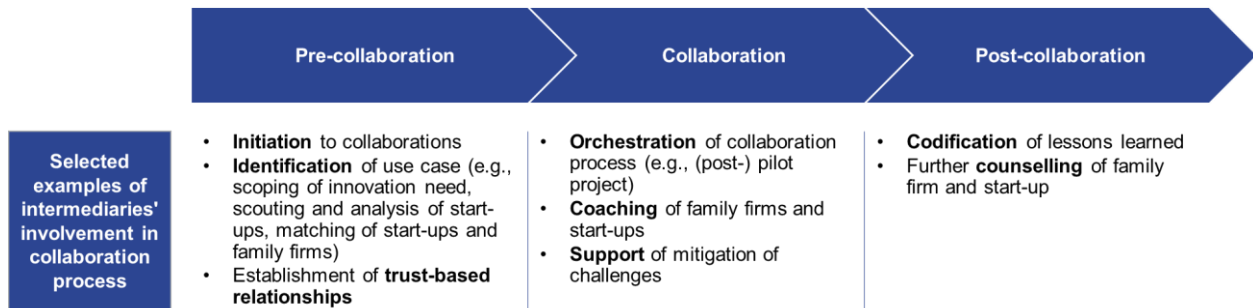 Pre-collaboration
Collaboration
Post-collaboration
Selected
examples of
intermediaries'
involvement in
collaboration
process
• Initiation to collaborations
• Identification of use case (e.g.,
scoping of innovation need,
scouting and analysis of start-
ups, matching of start-ups and
family firms)
• Establishment of trust-based
relationships
• Orchestration of collaboration
process (e.g., (post-) pilot
project)
• Coaching of family firms and
start-ups
• Support of mitigation of
challenges
• Codification of lessons learned
• Further counselling of family
firm and start-up